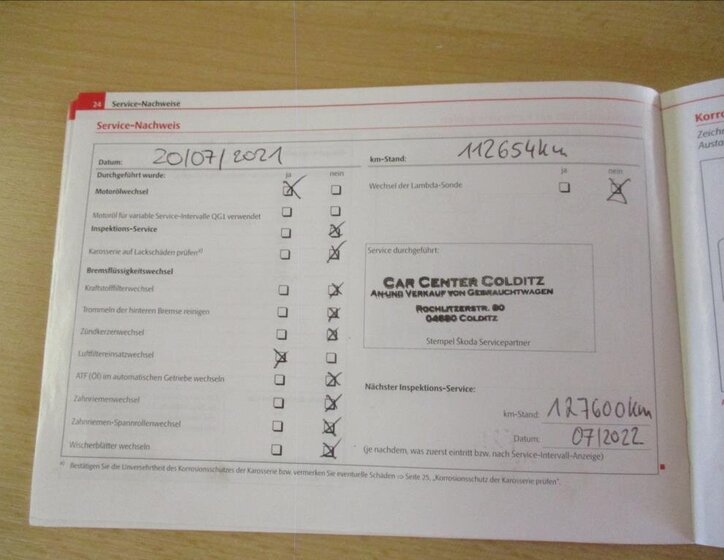 24 Service-Nachweise
Service-Nachweis
Datum: 20/07/2021
km-Stand: 112654km
Durchgeführt wurde: ja nein
ja nein
Motorölwechsel
Wechsel der Lambda-Sonde
Motoröl für variable Service-Intervalle QG1 verwendet
Inspektions-Service
Karosserie auf Lackschäden prüfen a)
Service durchgeführt:
Bremsflüssigkeitswechsel
CAR CENTER COLDITZ
AN-UND VERKAUF VON GEBRAUCHTWAGEN
ROCHLITZERSTR. 80
04680 COLDITZ
Kraftstofffilterwechsel
Trommeln der hinteren Bremse reinigen
Zündkerzenwechsel
Stempel Škoda Servicepartner
Luftfiltereinsatzwechsel
ATF (Öl) im automatischen Getriebe wechseln
Nächster Inspektions-Service:
Zahnriemenwechsel
km-Stand: 127600km
Zahnriemen-Spannrollenwechsel
Datum: 07/2022
Wischerblätter wechseln
(je nachdem, was zuerst eintritt bzw. nach Service-Intervall-Anzeige)
a) Bestätigen Sie die Unversehrtheit des Korrosionsschutzes der Karosserie bzw. vermerken Sie eventuelle Schäden ⇨ Seite 25, „Korrosionsschutz der Karosserie prüfen“.
Korro
Zeichn
Austa